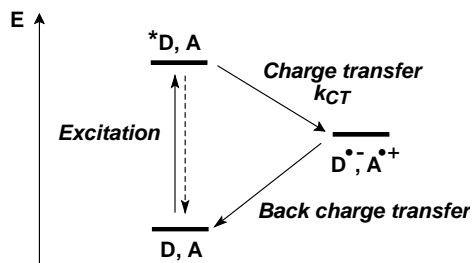 E
*D, A
Charge transfer
kCT
Excitation
D•-, A•+
Back charge transfer
D, A